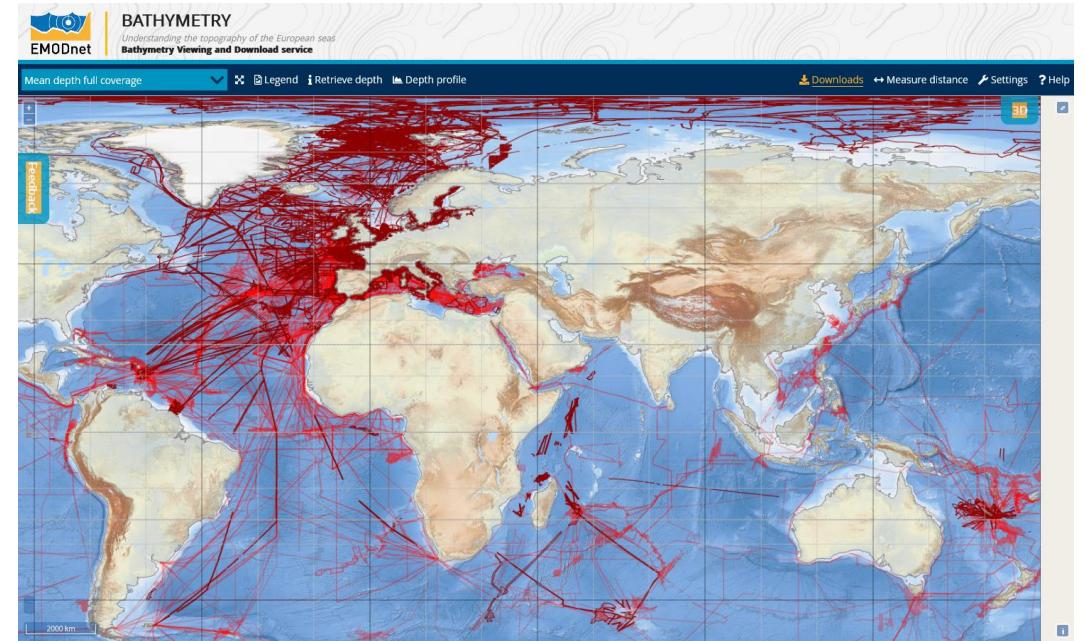 EMODnet
BATHYMETRY
Understanding the topography of the European seas
Bathymetry Viewing and Download service
Mean depth full coverage
Legend
Retrieve depth
Depth profile
Downloads
Measure distance
Settings
? Help
+
3D
−
Feedback
2000 km
i